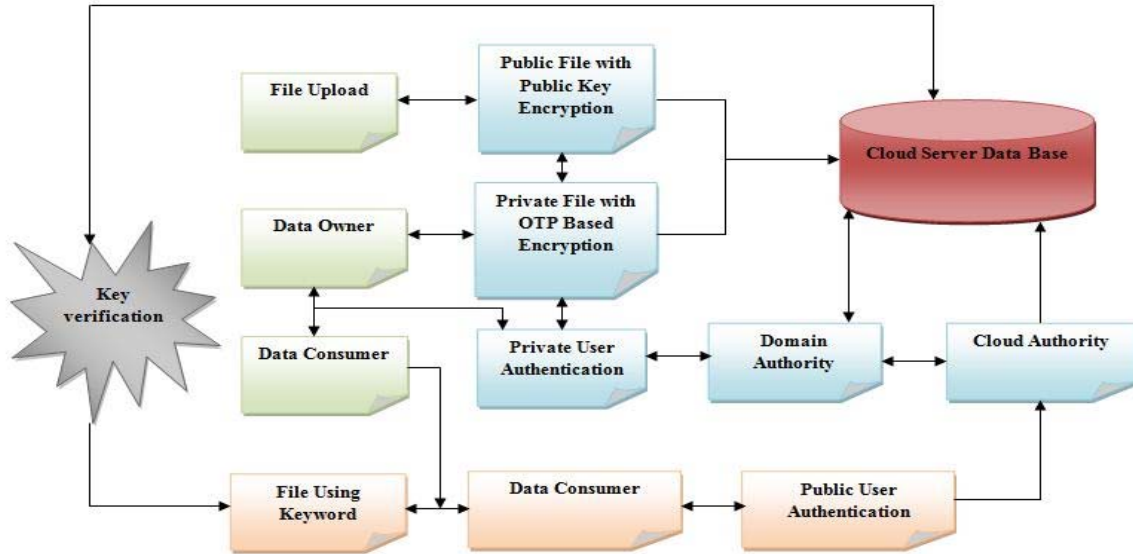 Public File with
Public Key
Encryption
File Upload
Cloud Server Data Base
Private File with
OTP Based
Encryption
Data Owner
Key
verification
Data Consumer
Private User
Authentication
Domain
Authority
Cloud Authority
File Using
Keyword
Data Consumer
Public User
Authentication